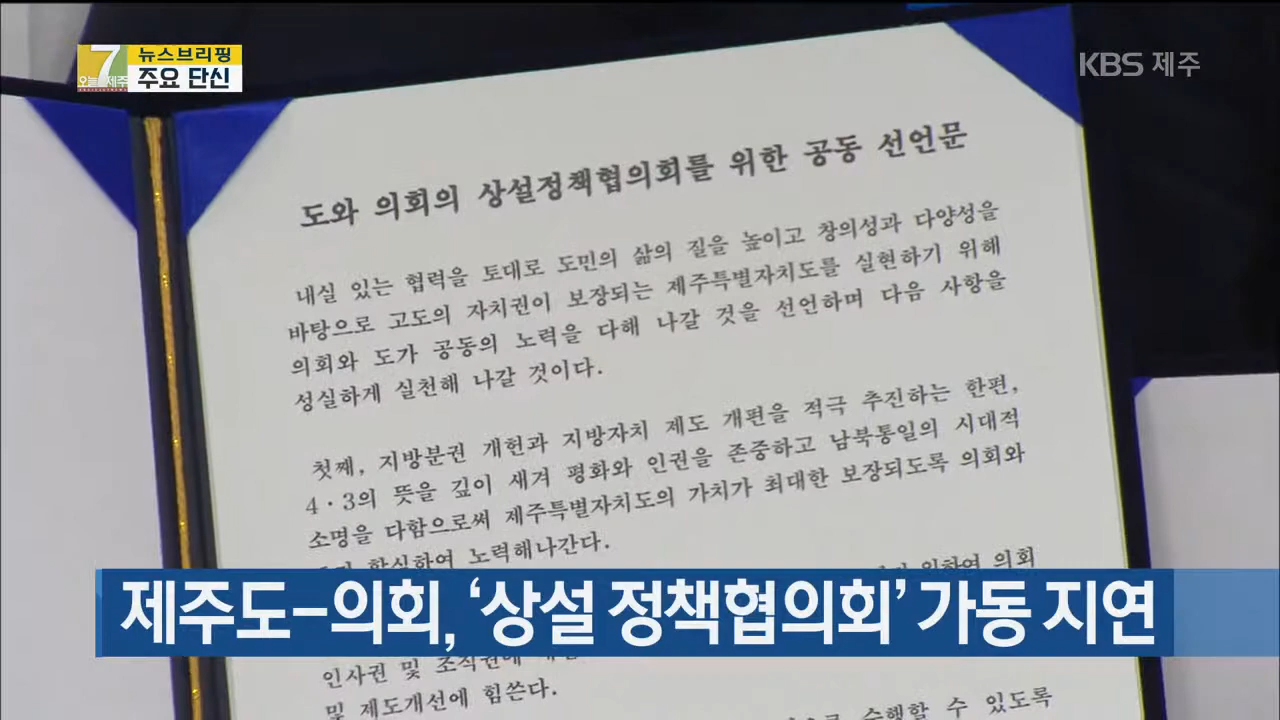 7
오늘 제주
뉴스브리핑
주요 단신
KBS 제주
도와 의회의 상설정책협의회를 위한 공동 선언문
내실 있는 협력을 토대로 도민의 삶의 질을 높이고 창의성과 다양성을
바탕으로 고도의 자치권이 보장되는 제주특별자치도를 실현하기 위해
의회와 도가 공동의 노력을 다해 나갈 것을 선언하며 다음 사항을
성실하게 실천해 나갈 것이다.
첫째, 지방분권 개헌과 지방자치 제도 개편을 적극 추진하는 한편,
4·3의 뜻을 깊이 새겨 평화와 인권을 존중하고 남북통일의 시대적
소명을 다함으로써 제주특별자치도의 가치가 최대한 보장되도록 의회와
합심하여 노력해나간다.
위하여 의회
제주도-의회, ‘상설 정책협의회’ 가동 지연
인사권 및 조직권에
및 제도개선에 힘쓴다.
수행할 수 있도록